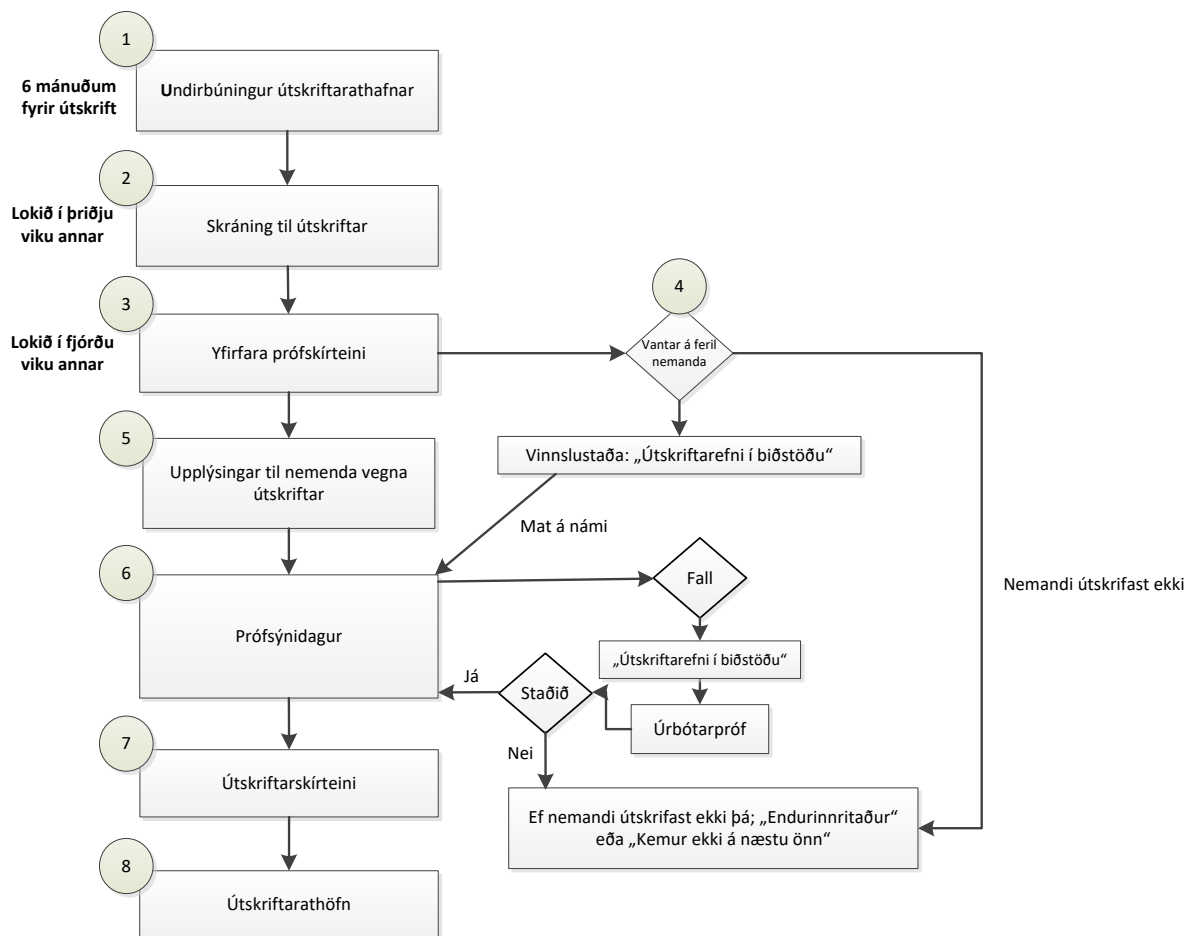 1
6 mánuðum
fyrir útskrift
Undirbúningur útskriftarathafnar
2
Lokið í þriðju
viku annar
Skráning til útskriftar
3
Lokið í fjórðu
viku annar
Yfirfara prófskírteini
4
Vantar á feril
nemanda
5
Upplýsingar til nemenda vegna
útskriftar
Vinnslustaða: „Útskriftarefni í biðstöðu“
Mat á námi
6
Prófsýnidagur
Fall
Nemandi útskrifast ekki
„Útskriftarefni í biðstöðu“
Já
Staðið
Úrbótarpróf
Nei
7
Útskriftarskírteini
Ef nemandi útskrifast ekki þá; „Endurinnritaður“
eða „Kemur ekki á næstu önn“
8
Útskriftarathöfn